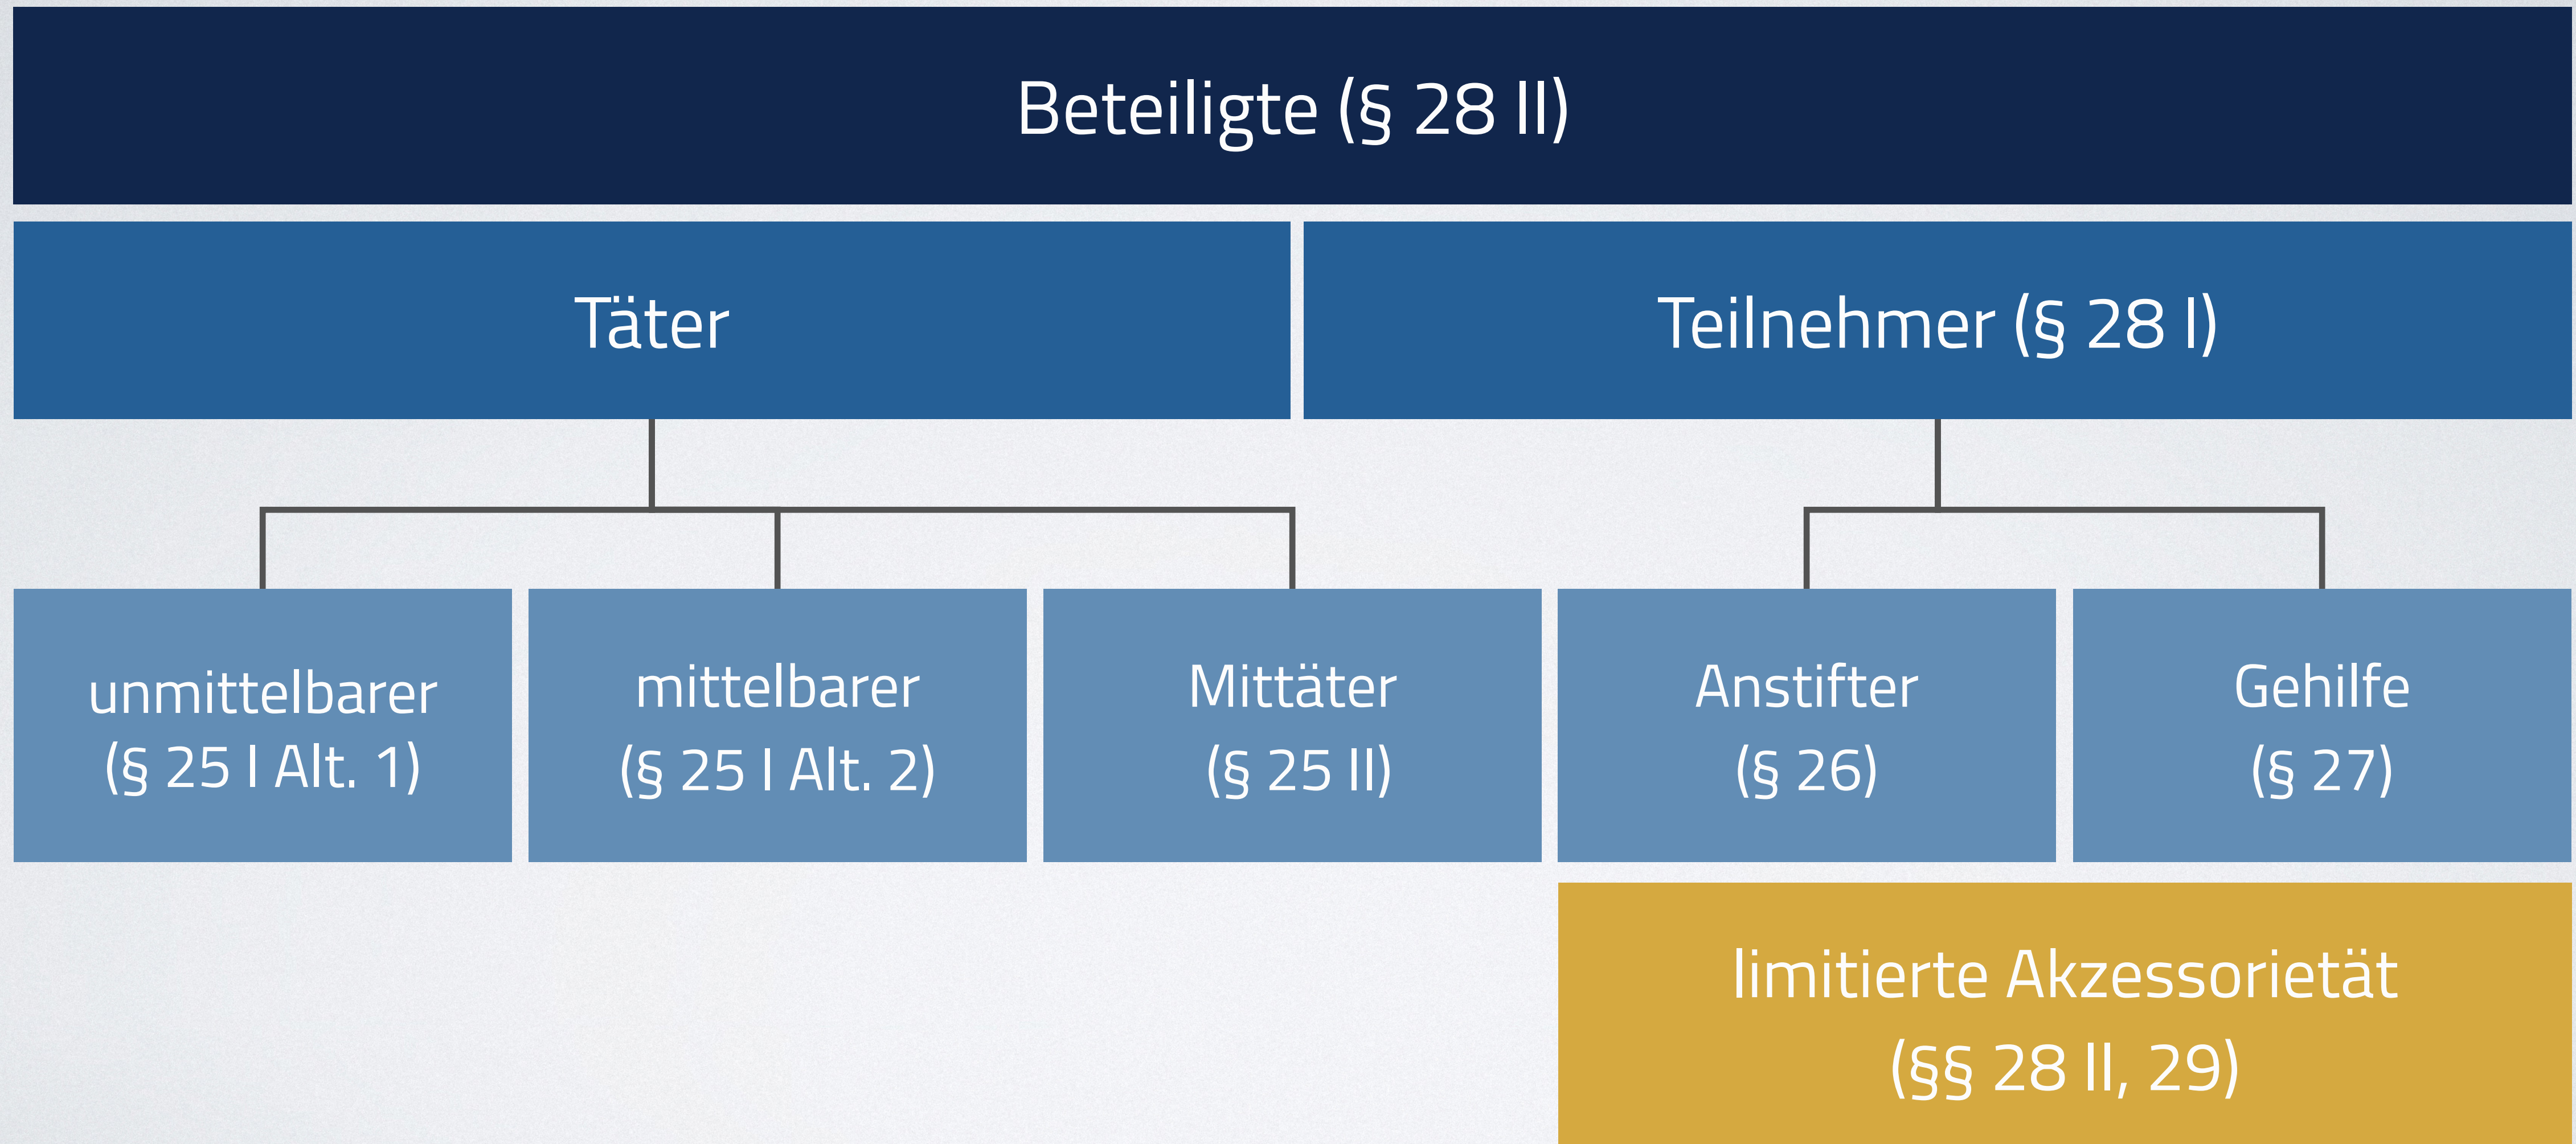 Beteiligte (§ 28 II)
Täter
Teilnehmer (§ 28 I)
unmittelbarer
(§ 25 I Alt. 1)
mittelbarer
(§ 25 I Alt. 2)
Mittäter
(§ 25 II)
Anstifter
(§ 26)
Gehilfe
(§ 27)
limitierte Akzessorietät
(§§ 28 II, 29)